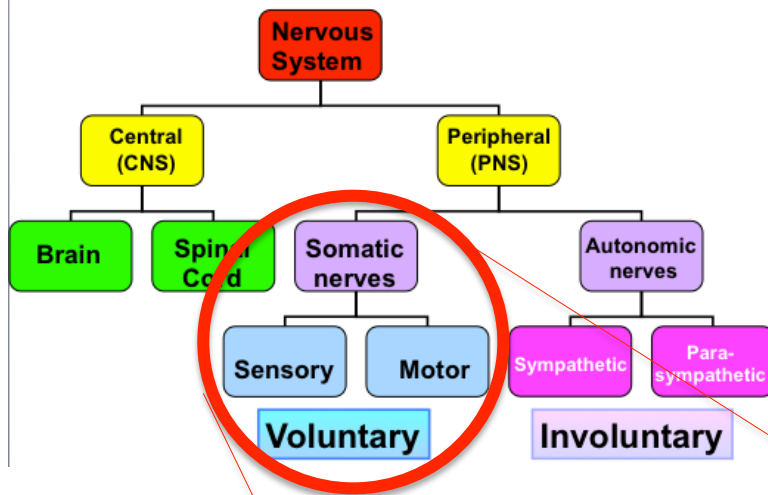 Nervous
System
Central
(CNS)
Peripheral
(PNS)
Brain
Spinal
Cord
Somatic
nerves
Autonomic
nerves
Sensory
Motor
Sympathetic
Para-
sympathetic
Voluntary
Involuntary